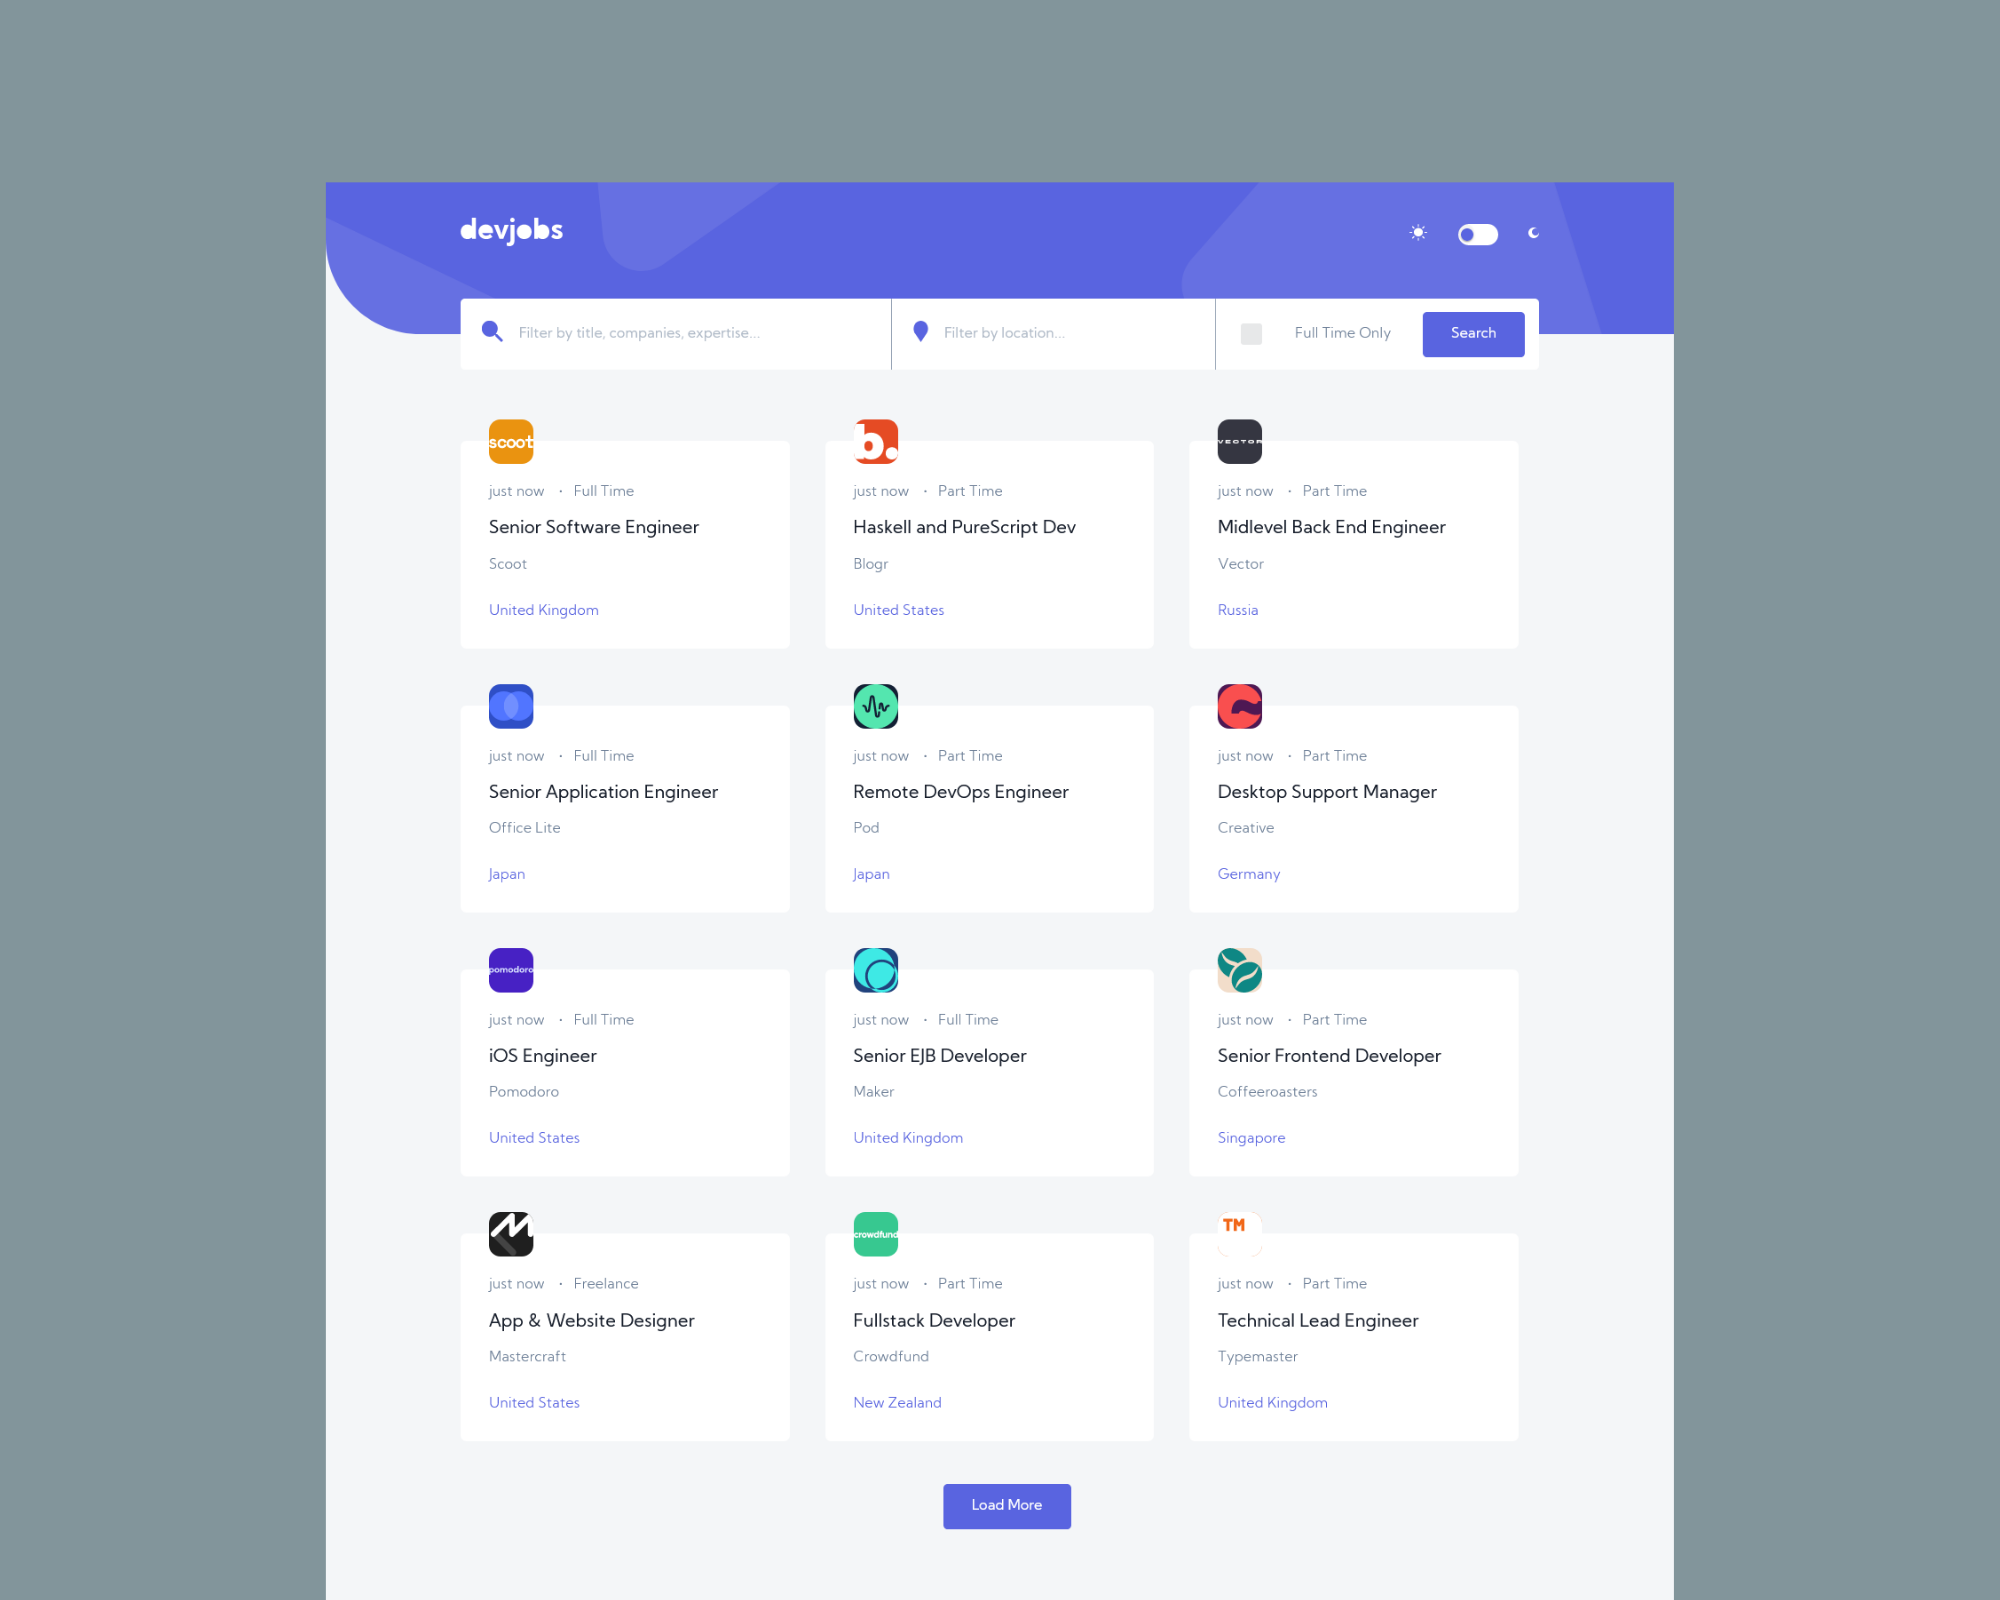 devjobs
Filter by title, companies, expertise...
Filter by location...
Full Time Only
Search
scoot
just now • Full Time
Senior Software Engineer
Scoot
United Kingdom
b.
just now • Part Time
Haskell and PureScript Dev
Blogr
United States
VECTOR
just now • Part Time
Midlevel Back End Engineer
Vector
Russia
just now • Full Time
Senior Application Engineer
Office Lite
Japan
just now • Part Time
Remote DevOps Engineer
Pod
Japan
just now • Part Time
Desktop Support Manager
Creative
Germany
pomodoro
just now • Full Time
iOS Engineer
Pomodoro
United States
just now • Full Time
Senior EJB Developer
Maker
United Kingdom
just now • Part Time
Senior Frontend Developer
Coffeeroasters
Singapore
just now • Freelance
App & Website Designer
Mastercraft
United States
crowdfund
just now • Part Time
Fullstack Developer
Crowdfund
New Zealand
TM
just now • Part Time
Technical Lead Engineer
Typemaster
United Kingdom
Load More